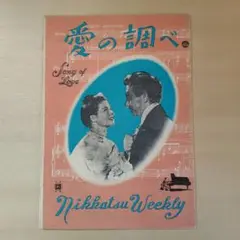 愛の調べ
Song of
Love
Nikkatsu Weekly